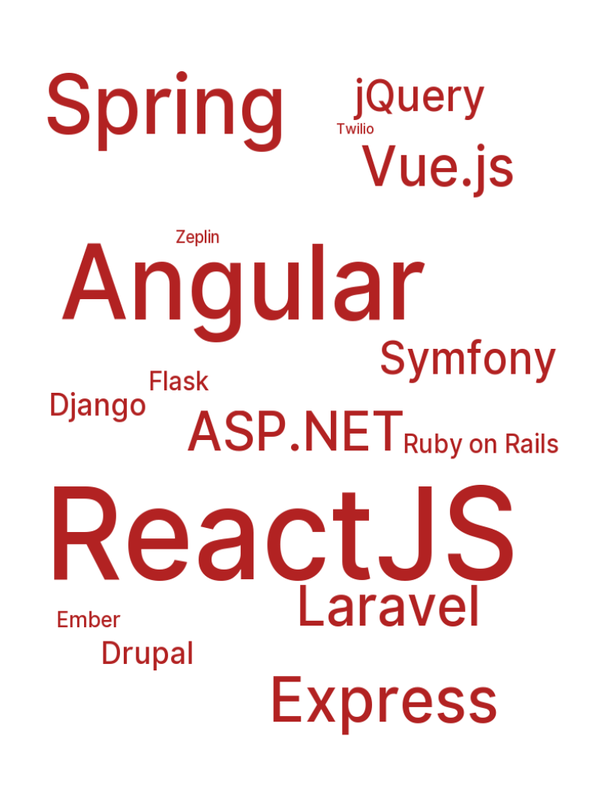 Spring
jQuery
Twilio
Vue.js
Zeplin
Angular
Symfony
Flask
Django
ASP.NET
Ruby on Rails
ReactJS
Laravel
Ember
Drupal
Express